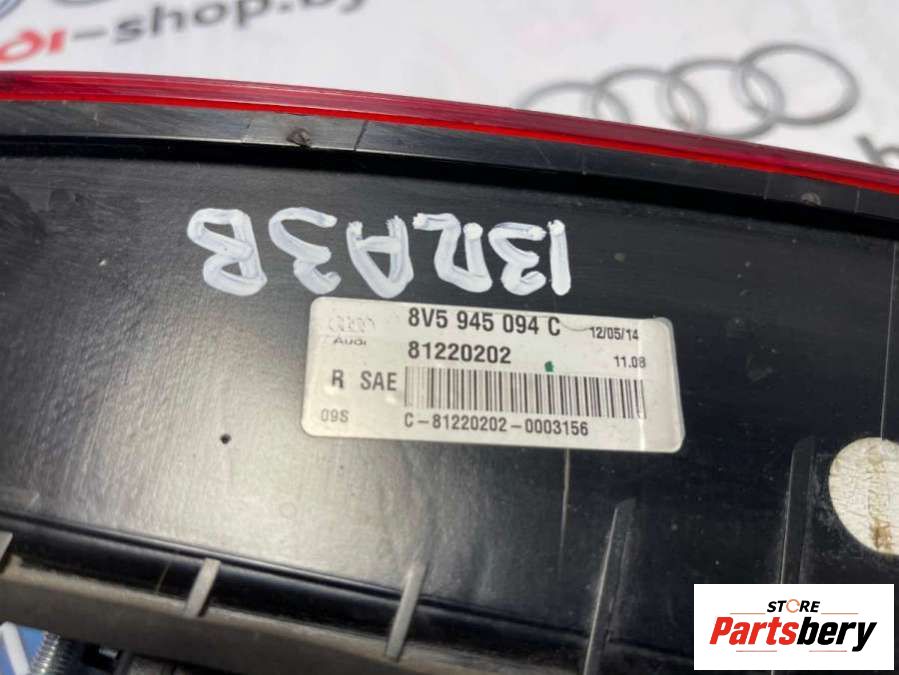 di-shop.by
13ЯA3B
8V5 945 094 C 12/05/14
Audi
81220202 11.08
R SAE
09S C-81220202-0003156
STORE
Partsbery